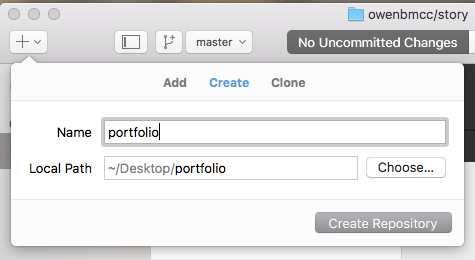 owenbmcc/story
master
No Uncommitted Changes
Add Create Clone
Name portfolio
Local Path ~/Desktop/portfolio Choose...
Create Repository